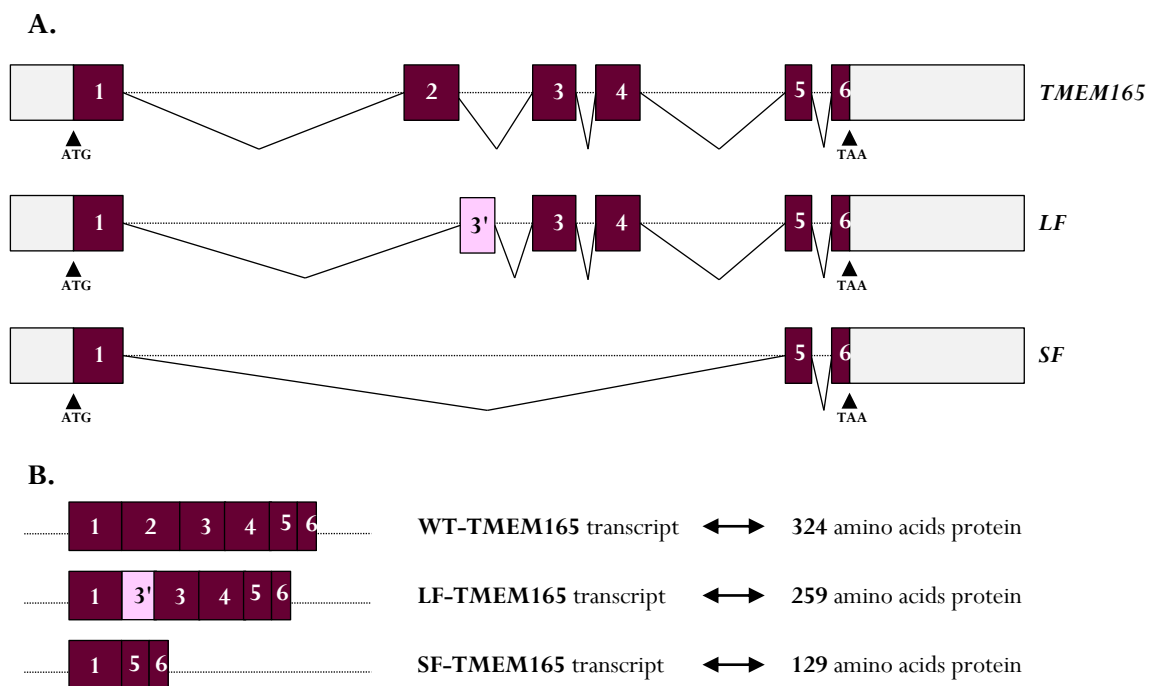 A.
1 2 3 4 5 6 TMEM165
ATG TAA
1 3' 3 4 5 6 LF
ATG TAA
1 5 6 SF
ATG TAA
B.
1 2 3 4 5 6 WT-TMEM165 transcript 324 amino acids protein
1 3' 3 4 5 6 LF-TMEM165 transcript 259 amino acids protein
1 5 6 SF-TMEM165 transcript 129 amino acids protein